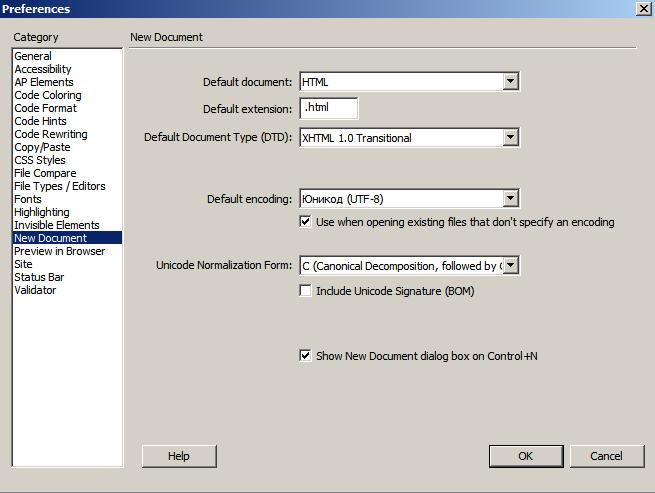 Preferences
Category
General
Accessibility
AP Elements
Code Coloring
Code Format
Code Hints
Code Rewriting
Copy/Paste
CSS Styles
File Compare
File Types / Editors
Fonts
Highlighting
Invisible Elements
New Document
Preview in Browser
Site
Status Bar
Validator
New Document
Default document: HTML
Default extension: .html
Default Document Type (DTD): XHTML 1.0 Transitional
Default encoding: Юникод (UTF-8)
Use when opening existing files that don't specify an encoding
Unicode Normalization Form: C (Canonical Decomposition, followed by
Include Unicode Signature (BOM)
Show New Document dialog box on Control+N
Help OK Cancel